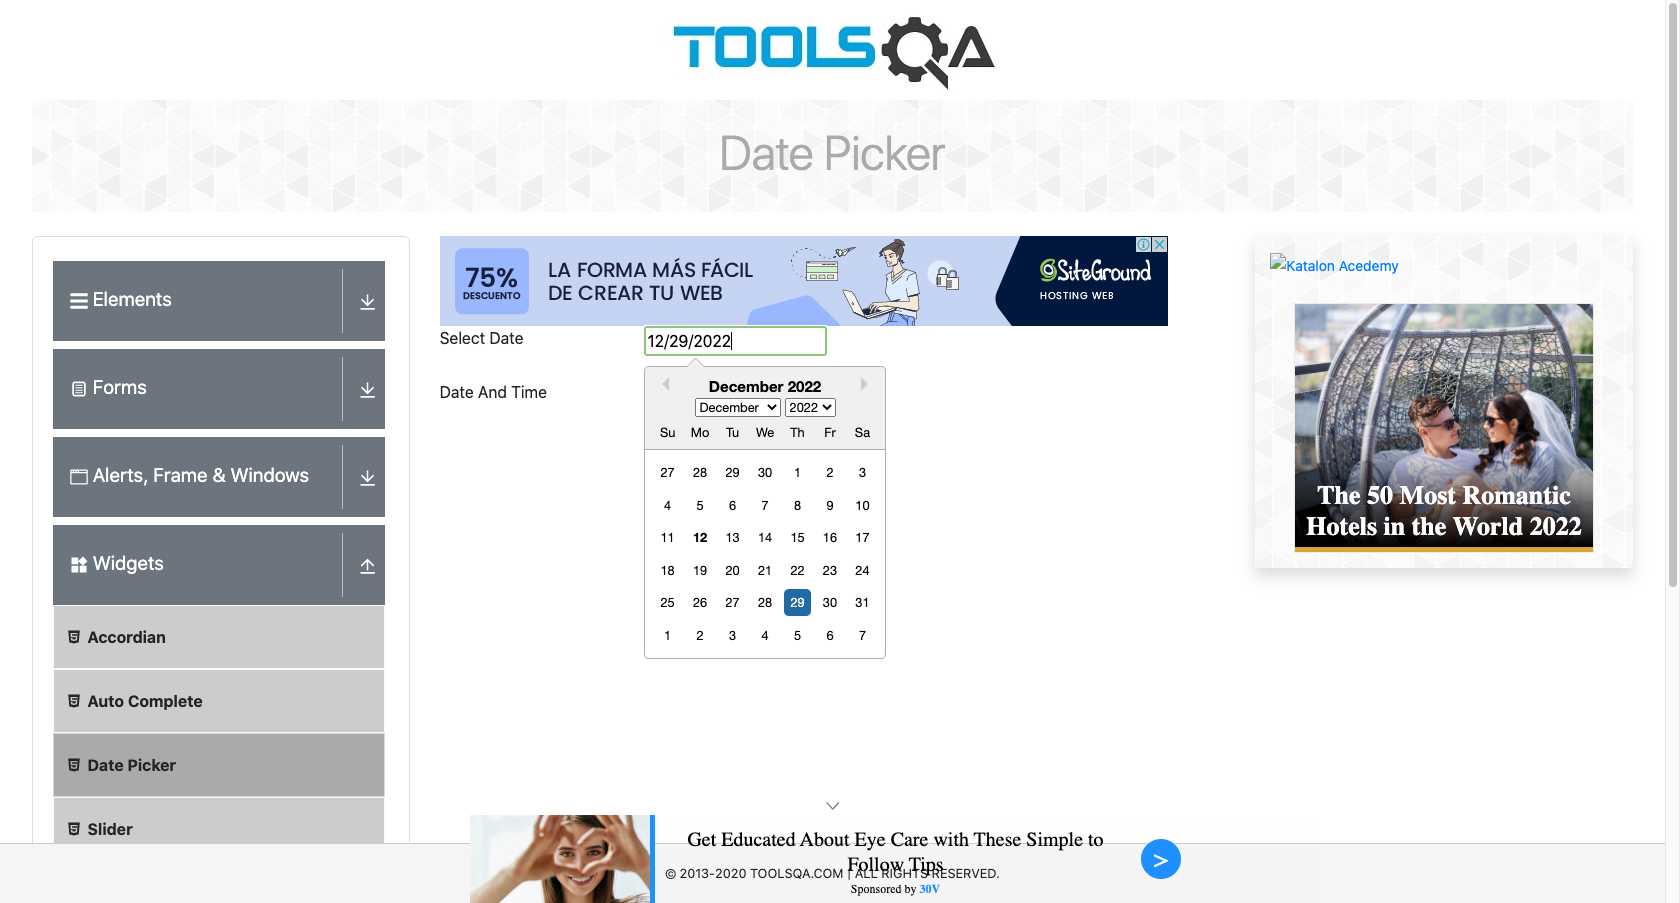 TOOLSQA
Date Picker
Elements
Forms
Alerts, Frame & Windows
Widgets
Accordian
Auto Complete
Date Picker
Slider
75%
DESCUENTO
LA FORMA MÁS FÁCIL
DE CREAR TU WEB
SiteGround
HOSTING WEB
Select Date
12/29/2022
Date And Time
December 2022
December 2022
Su Mo Tu We Th Fr Sa
27 28 29 30 1 2 3
4 5 6 7 8 9 10
11 12 13 14 15 16 17
18 19 20 21 22 23 24
25 26 27 28 29 30 31
1 2 3 4 5 6 7
Katalon Acedemy
The 50 Most Romantic
Hotels in the World 2022
Get Educated About Eye Care with These Simple to
Follow Tips
© 2013-2020 TOOLSQA.COM | ALL RIGHTS RESERVED.
Sponsored by 30V